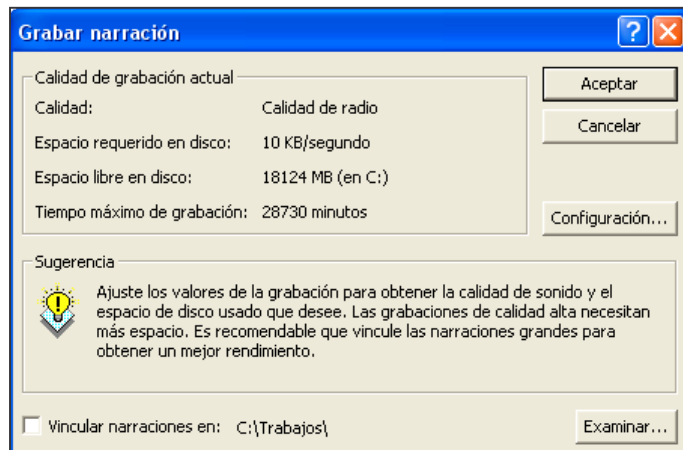 Grabar narración
Calidad de grabación actual
Calidad: Calidad de radio
Espacio requerido en disco: 10 KB/segundo
Espacio libre en disco: 18124 MB (en C:)
Tiempo máximo de grabación: 28730 minutos
Aceptar
Cancelar
Configuración...
Sugerencia
Ajuste los valores de la grabación para obtener la calidad de sonido y el
espacio de disco usado que desee. Las grabaciones de calidad alta necesitan
más espacio. Es recomendable que vincule las narraciones grandes para
obtener un mejor rendimiento.
Vincular narraciones en: C:\Trabajos\
Examinar...